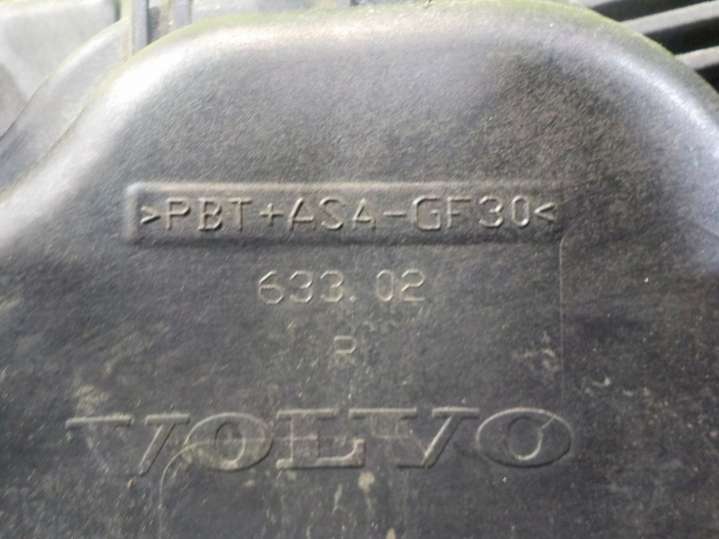 >PBT+ASA-GF30<
633.02
R
VOLVO